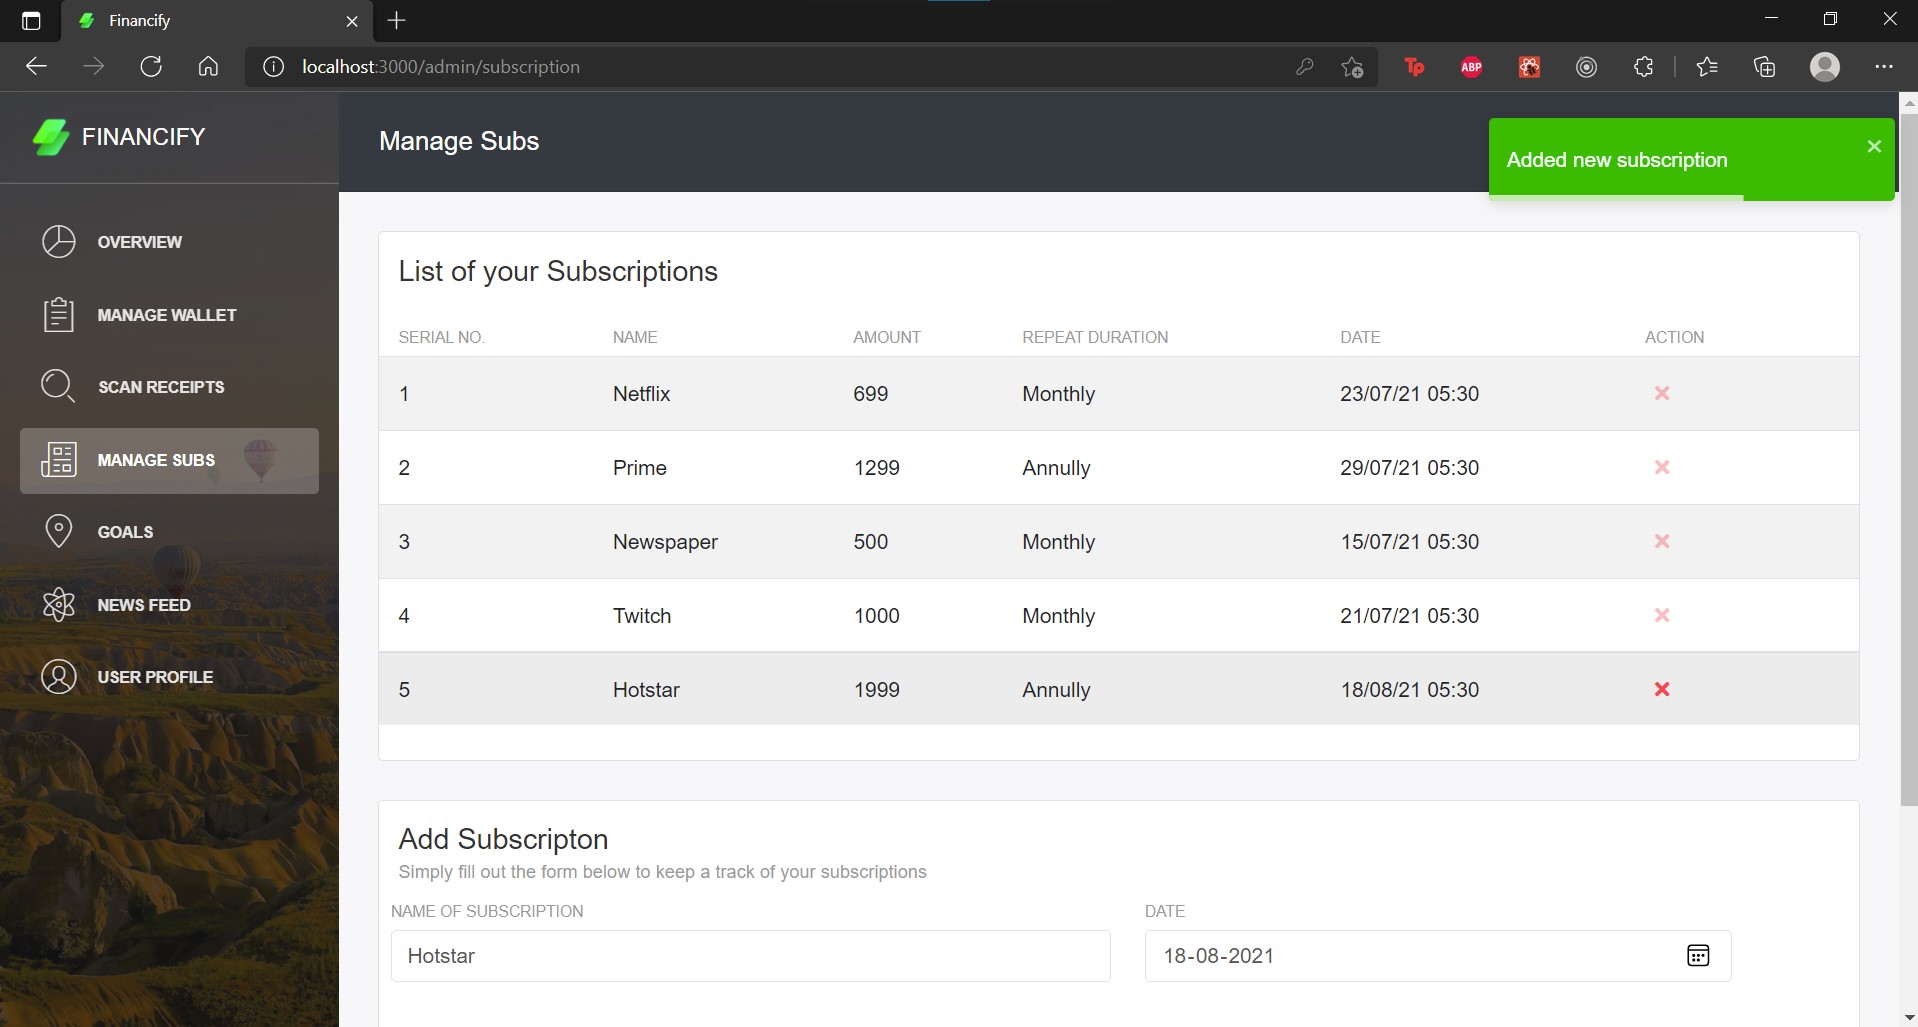 Financify
localhost:3000/admin/subscription
Tp
ABP
FINANCIFY
Manage Subs
Added new subscription
OVERVIEW
MANAGE WALLET
SCAN RECEIPTS
MANAGE SUBS
GOALS
NEWS FEED
USER PROFILE
List of your Subscriptions
SERIAL NO. NAME AMOUNT REPEAT DURATION DATE ACTION
1 Netflix 699 Monthly 23/07/21 05:30
2 Prime 1299 Annully 29/07/21 05:30
3 Newspaper 500 Monthly 15/07/21 05:30
4 Twitch 1000 Monthly 21/07/21 05:30
5 Hotstar 1999 Annully 18/08/21 05:30
Add Subscripton
Simply fill out the form below to keep a track of your subscriptions
NAME OF SUBSCRIPTION DATE
Hotstar 18-08-2021